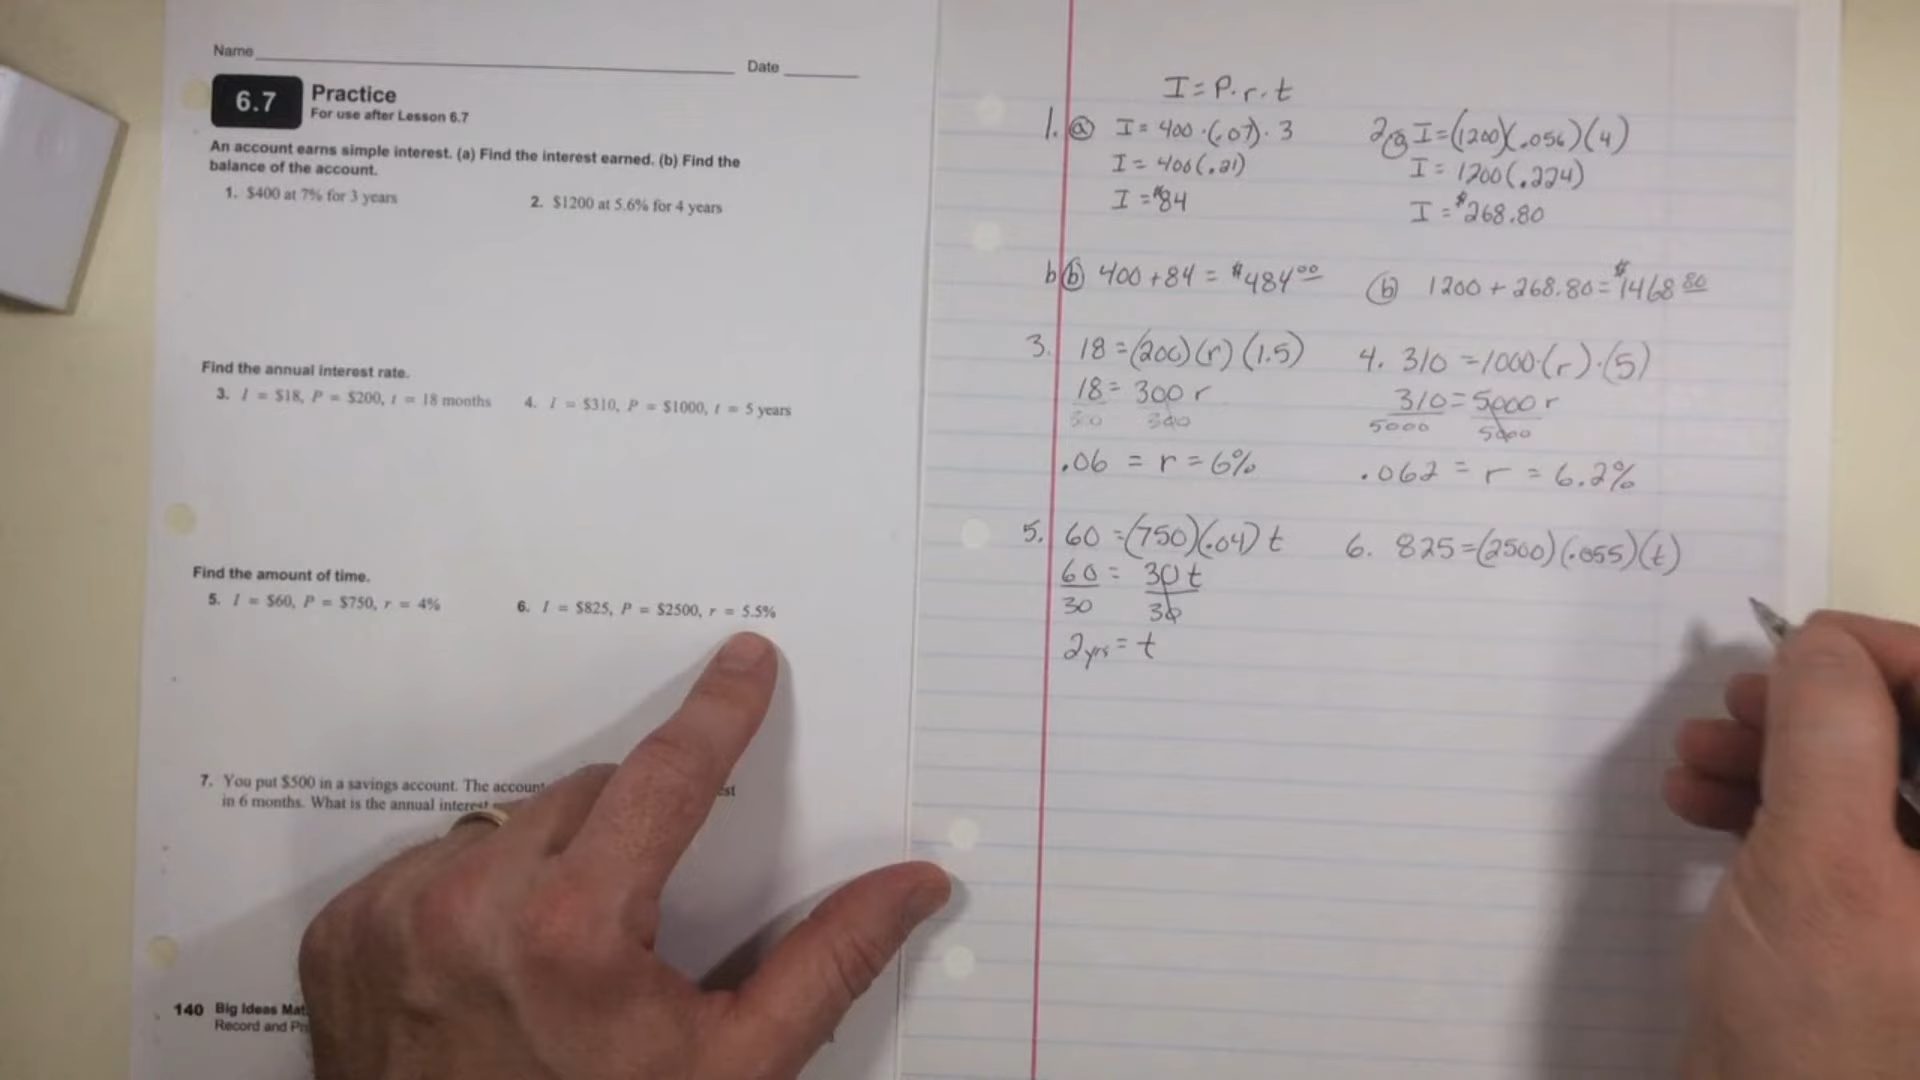 Name
Date
6.7 Practice
For use after Lesson 6.7
An account earns simple interest. (a) Find the interest earned. (b) Find the
balance of the account.
1. $400 at 7% for 3 years
2. $1200 at 5.6% for 4 years
Find the annual interest rate.
3. I = $18, P = $200, t = 18 months
4. I = $310, P = $1000, t = 5 years
Find the amount of time.
5. I = $60, P = $750, r = 4%
6. I = $825, P = $2500, r = 5.5%
7. You put $500 in a savings account. The account
in 6 months. What is the annual interest
140 Big Ideas
Record and
I = P·r·t
1. (a) I = 400·(.07)·3
I = 400(.21)
I = $84
b (b) 400 + 84 = $484 00
2. (a) I = (1200)(.056)(4)
I = 1200(.224)
I = $268.80
(b) 1200 + 268.80 = $1468 80
3. 18 = (200)(r)(1.5)
18 = 300 r
300 300
.06 = r = 6%
4. 310 = 1000·(r)·(5)
310 = 5000 r
5000 5000
.062 = r = 6.2%
5. 60 = (750)(.04) t
60 = 30 t
30 30
2 yrs = t
6. 825 = (2500)(.055)(t)